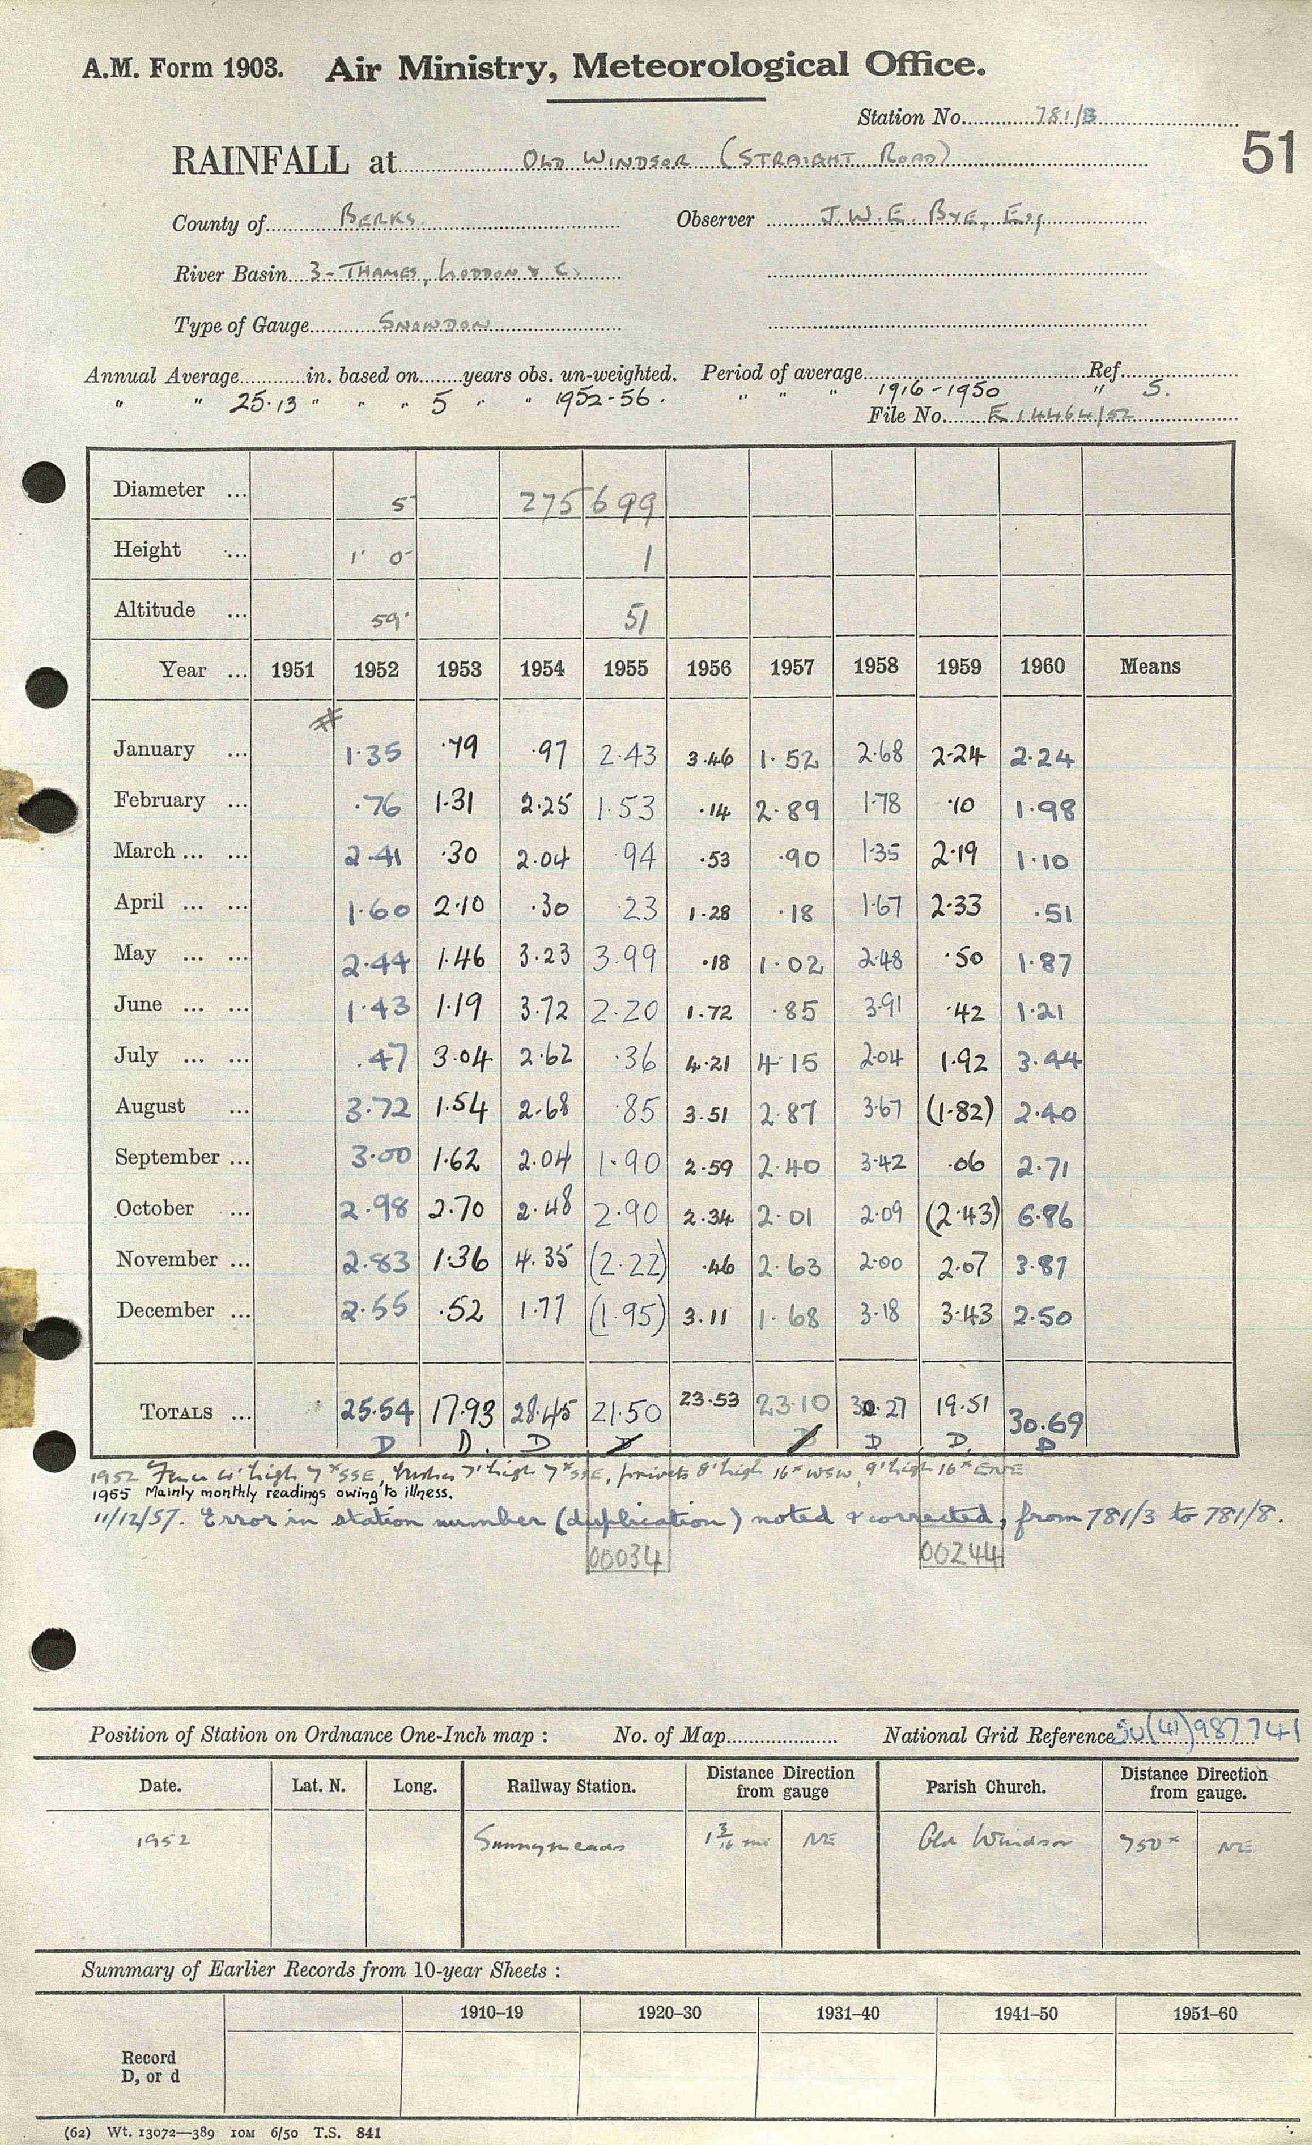 A.M. Form 1903. Air Ministry, Meteorological Office.
Station No. 781/8
51
RAINFALL at OLD WINDSOR (STRAIGHT ROAD)
County of BERKS. Observer J.W.E. BYE, Esq
River Basin 3-THAMES, LODDON & C.
Type of Gauge SNOWDON
Annual Average in. based on years obs. un-weighted. Period of average Ref.
" " 25.13 " " " 5 " " 1952-56. " " " 1916-1950 " S.
File No. E 14464/52
Diameter ... 5 275699
Height ... 1' 0" 1
Altitude ... 59' 51
Year ... 1951 1952 1953 1954 1955 1956 1957 1958 1959 1960 Means
#
January ... 1.35 .79 .97 2.43 3.46 1.52 2.68 2.24 2.24
February ... .76 1.31 2.25 1.53 .14 2.89 1.78 .10 1.98
March ... ... 2.41 .30 2.04 94 .53 .90 1.35 2.19 1.10
April ... ... 1.60 2.10 .30 .23 1.28 .18 1.67 2.33 .51
May ... ... 2.44 1.46 3.23 3.99 .18 1.02 2.48 .50 1.87
June ... ... 1.43 1.19 3.72 2.20 1.72 .85 3.91 .42 1.21
July ... ... .47 3.04 2.62 .36 4.21 4.15 2.04 1.92 3.44
August ... 3.72 1.54 2.68 .85 3.51 2.87 3.67 (1.82) 2.40
September ... 3.00 1.62 2.04 1.90 2.59 2.40 3.42 .06 2.71
October ... 2.98 2.70 2.48 2.90 2.34 2.01 2.09 (2.43) 6.86
November ... 2.83 1.36 4.35 (2.22) .46 2.63 2.00 2.07 3.87
December ... 2.55 .52 1.77 (1.95) 3.11 1.68 3.18 3.43 2.50
TOTALS ... 25.54 17.93 28.45 21.50 23.53 23.10 30.27 19.51 30.69
D D. D D D D D. D
1952 Fence 4' high 7x SSE, bushes 7' high 7x SSE, privets 8' high 16x WSW, 9' high 16x ENE
1955 Mainly monthly readings owing to illness.
11/12/57. Error in station number (duplication) noted & corrected, from 781/3 to 781/8.
00034 00244
Position of Station on Ordnance One-Inch map : No. of Map National Grid Reference SU(41)987741
Date. Lat. N. Long. Railway Station. Distance from Direction gauge Parish Church. Distance from Direction gauge.
1952 Sunnymeads 1 3/16 mi NE Old Windsor 750x NE
Summary of Earlier Records from 10-year Sheets :
1910-19 1920-30 1931-40 1941-50 1951-60
Record
D, or d
(62) Wt. 13072—389 10M 6/50 T.S. 841